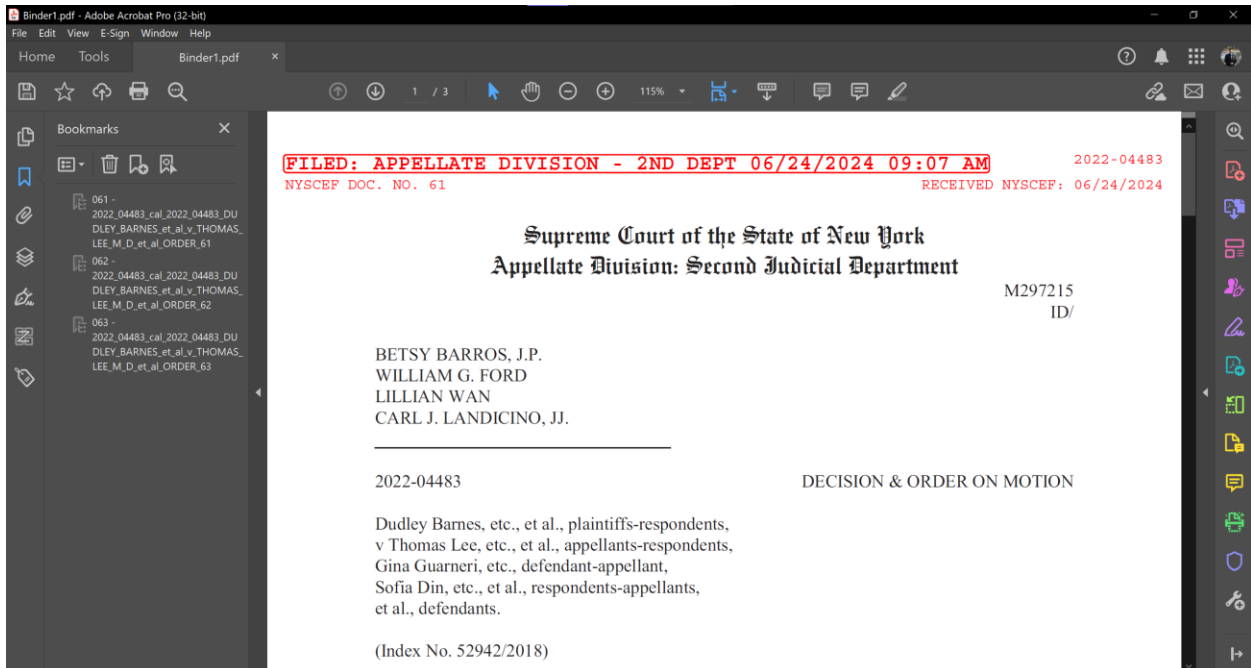 Binder1.pdf - Adobe Acrobat Pro (32-bit)
File Edit View E-Sign Window Help
Home Tools Binder1.pdf ×
1 / 3 115%
Bookmarks
061 -
2022_04483_cal_2022_04483_DU
DLEY_BARNES_et_al_v_THOMAS_
LEE_M_D_et_al_ORDER_61
062 -
2022_04483_cal_2022_04483_DU
DLEY_BARNES_et_al_v_THOMAS_
LEE_M_D_et_al_ORDER_62
063 -
2022_04483_cal_2022_04483_DU
DLEY_BARNES_et_al_v_THOMAS_
LEE_M_D_et_al_ORDER_63
FILED: APPELLATE DIVISION - 2ND DEPT 06/24/2024 09:07 AM 2022-04483
NYSCEF DOC. NO. 61 RECEIVED NYSCEF: 06/24/2024
Supreme Court of the State of New York
Appellate Division: Second Judicial Department
M297215
ID/
BETSY BARROS, J.P.
WILLIAM G. FORD
LILLIAN WAN
CARL J. LANDICINO, JJ.
2022-04483 DECISION & ORDER ON MOTION
Dudley Barnes, etc., et al., plaintiffs-respondents,
v Thomas Lee, etc., et al., appellants-respondents,
Gina Guarneri, etc., defendant-appellant,
Sofia Din, etc., et al., respondents-appellants,
et al., defendants.
(Index No. 52942/2018)